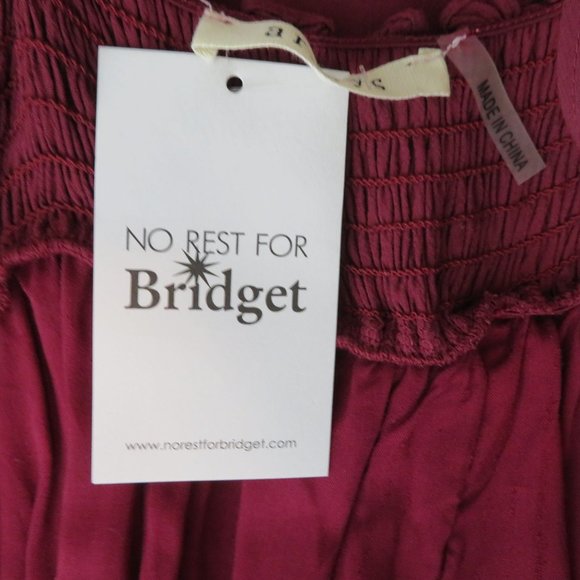 MADE IN CHINA
NO REST FOR
Bridget
www.norestforbridget.com